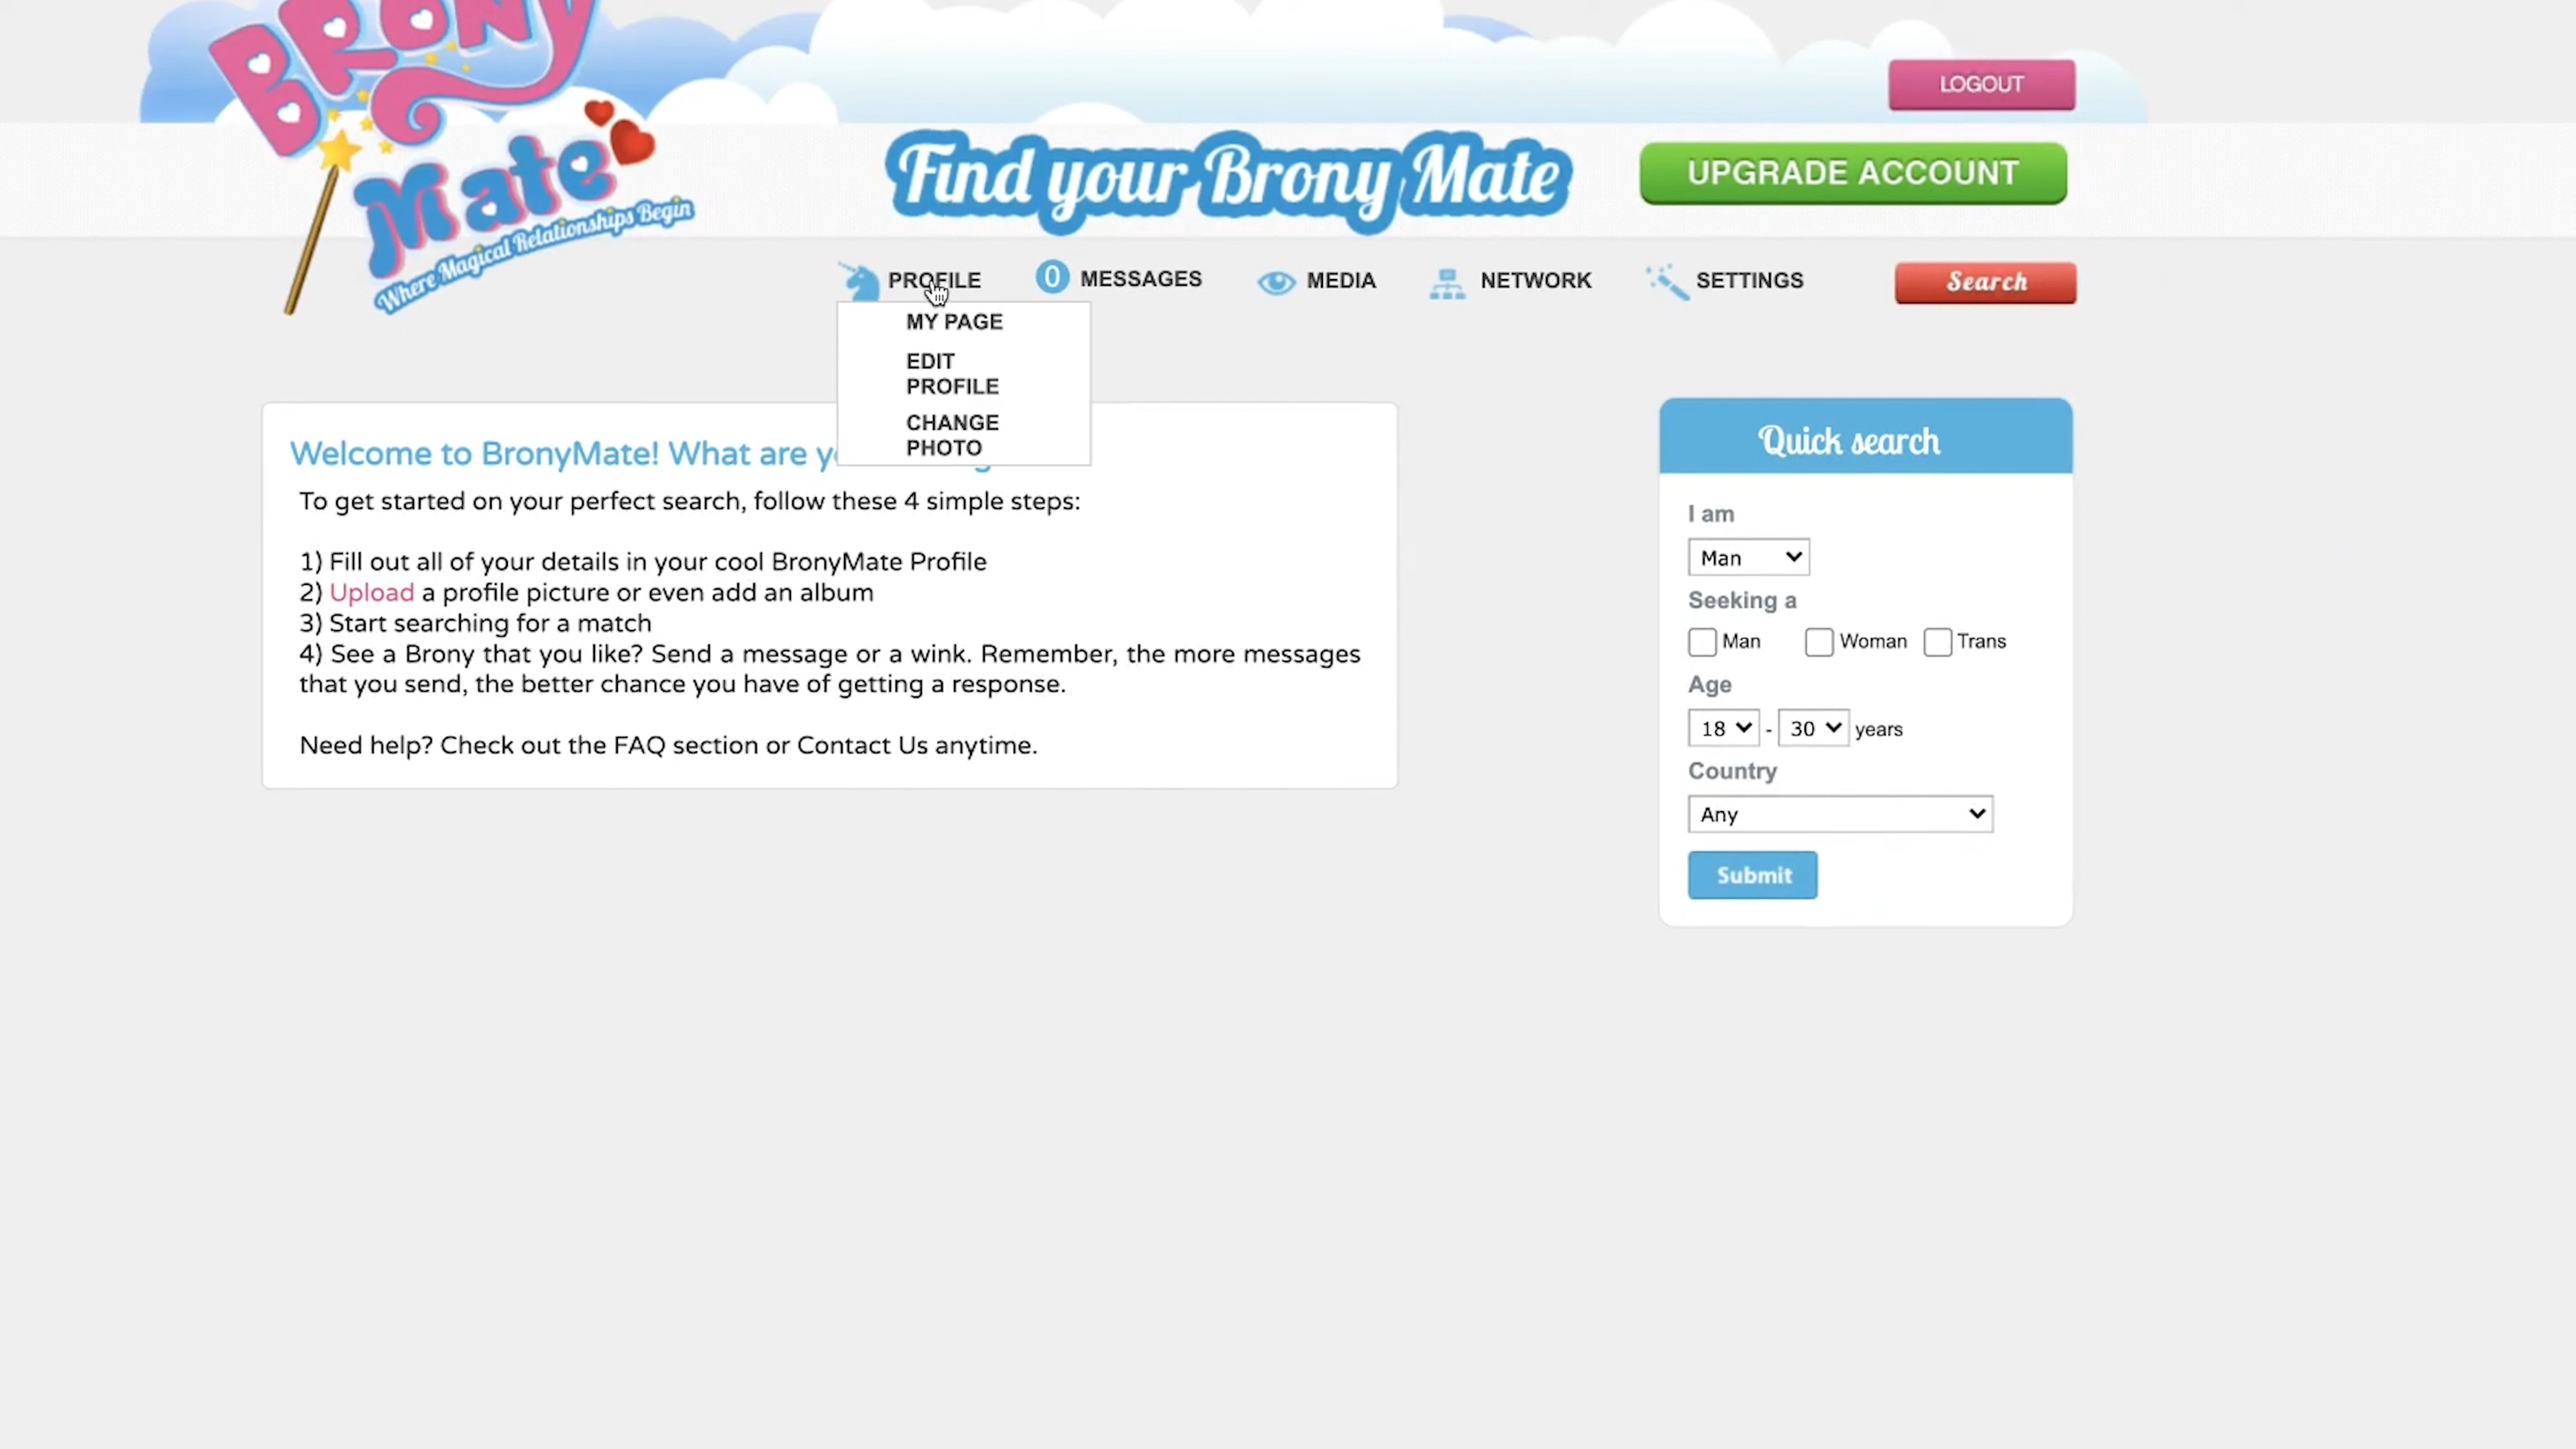 BRONY
LOGOUT
Mate
Where Magical Relationships Begin
Find your Brony Mate
UPGRADE ACCOUNT
PROFILE
0 MESSAGES
MEDIA
NETWORK
SETTINGS
Search
MY PAGE
EDIT
PROFILE
CHANGE
PHOTO
Welcome to BronyMate! What are
To get started on your perfect search, follow these 4 simple steps:
1) Fill out all of your details in your cool BronyMate Profile
2) Upload a profile picture or even add an album
3) Start searching for a match
4) See a Brony that you like? Send a message or a wink. Remember, the more messages
that you send, the better chance you have of getting a response.
Need help? Check out the FAQ section or Contact Us anytime.
Quick search
I am
Man
Seeking a
Man Woman Trans
Age
18 - 30 years
Country
Any
Submit